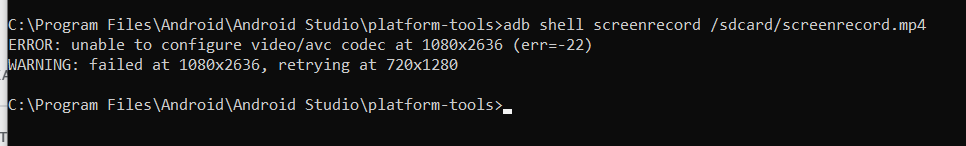 C:\Program Files\Android\Android Studio\platform-tools>adb shell screenrecord /sdcard/screenrecord.mp4
ERROR: unable to configure video/avc codec at 1080x2636 (err=-22)
WARNING: failed at 1080x2636, retrying at 720x1280
C:\Program Files\Android\Android Studio\platform-tools>